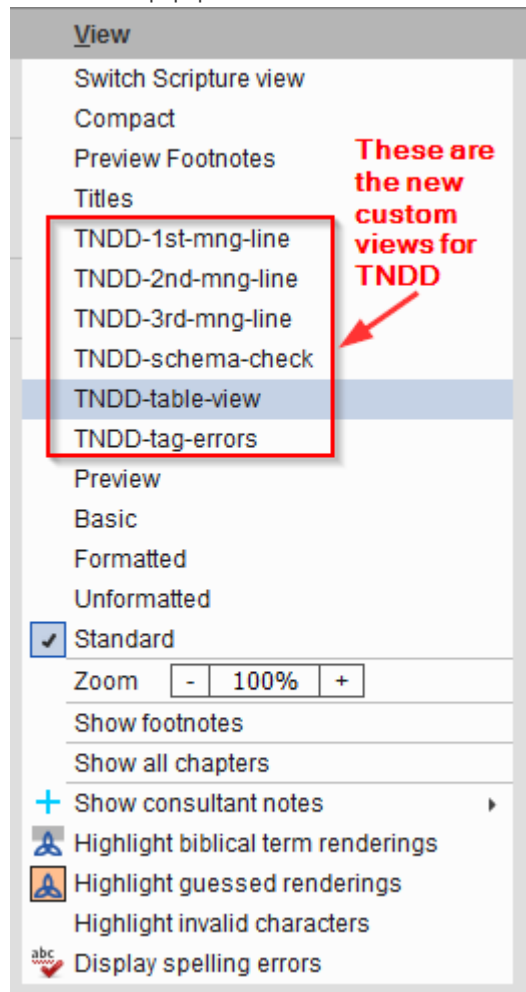 View
Switch Scripture view
Compact
Preview Footnotes
Titles
TNDD-1st-mng-line
TNDD-2nd-mng-line
TNDD-3rd-mng-line
TNDD-schema-check
TNDD-table-view
TNDD-tag-errors
These are
the new
custom
views for
TNDD
Preview
Basic
Formatted
Unformatted
Standard
Zoom - 100% +
Show footnotes
Show all chapters
Show consultant notes
Highlight biblical term renderings
Highlight guessed renderings
Highlight invalid characters
abc Display spelling errors